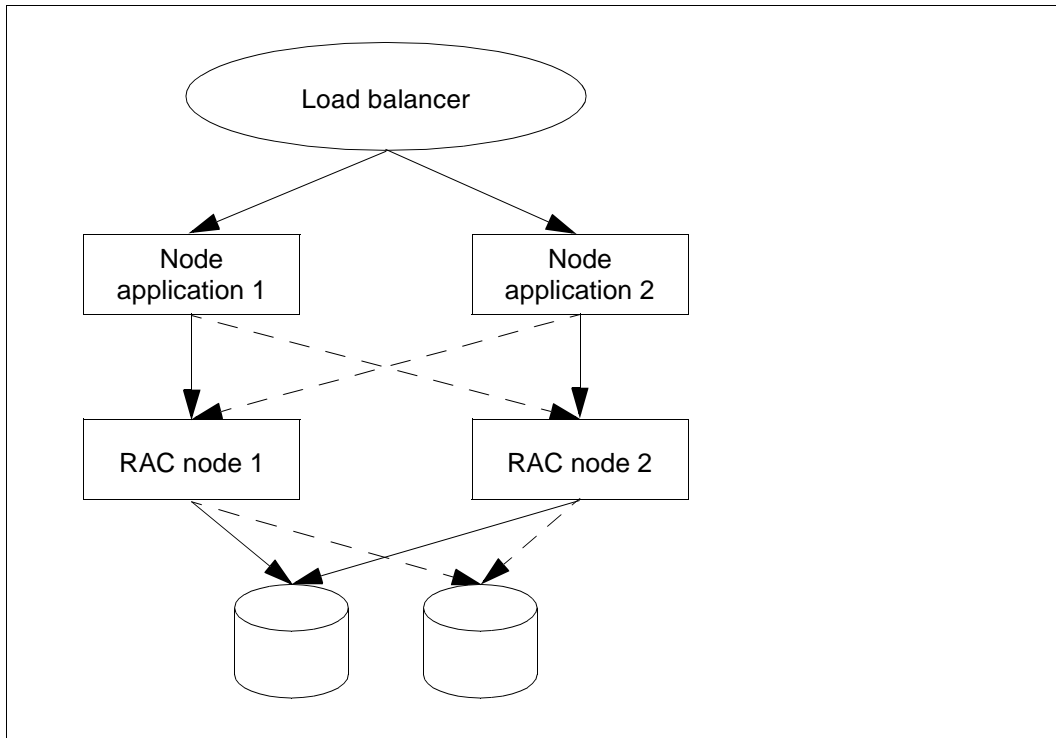 Load balancer
Node
application 1
Node
application 2
RAC node 1
RAC node 2